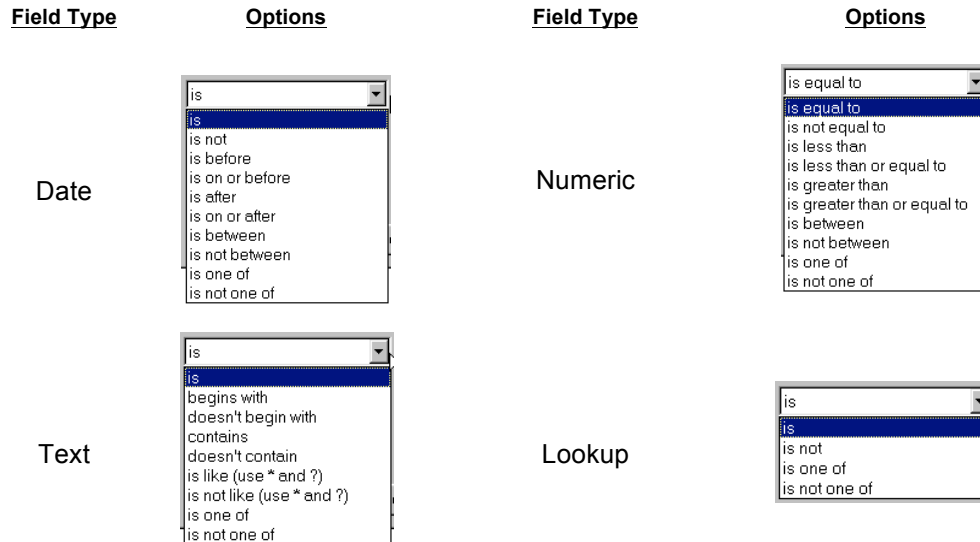 Field Type Options Field Type Options
Date
is
is
is not
is before
is on or before
is after
is on or after
is between
is not between
is one of
is not one of
Numeric
is equal to
is equal to
is not equal to
is less than
is less than or equal to
is greater than
is greater than or equal to
is between
is not between
is one of
is not one of
Text
is
is
begins with
doesn't begin with
contains
doesn't contain
is like (use * and ?)
is not like (use * and ?)
is one of
is not one of
Lookup
is
is
is not
is one of
is not one of